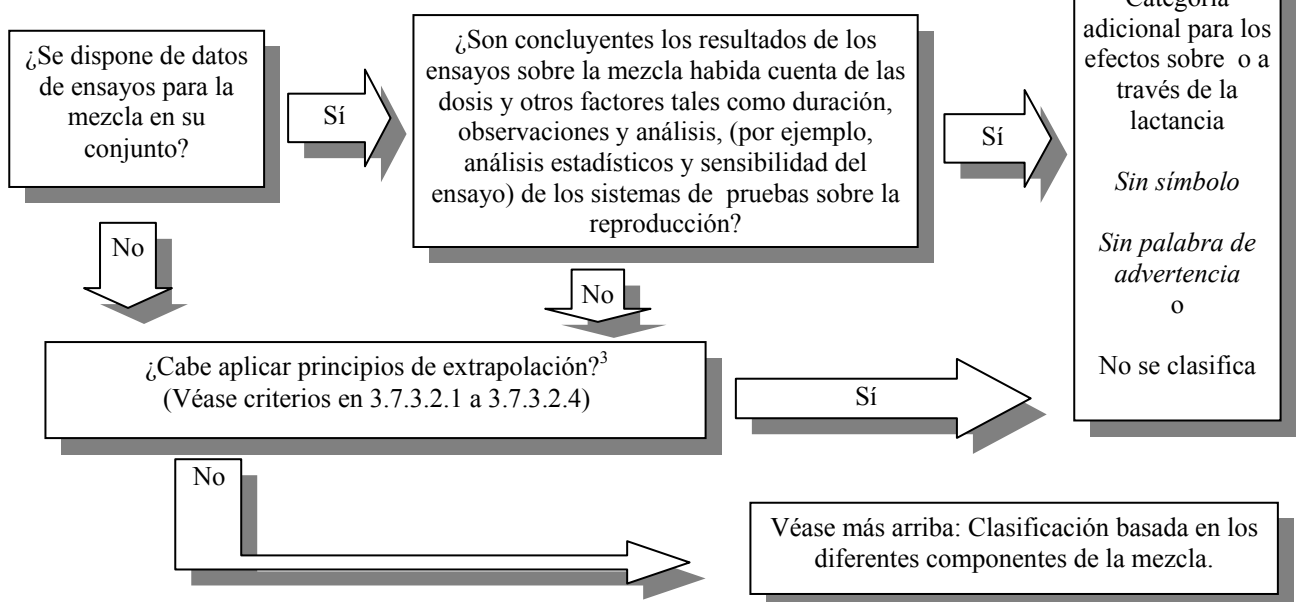 ¿Se dispone de datos
de ensayos para la
mezcla en su
conjunto?
Sí
¿Son concluyentes los resultados de los
ensayos sobre la mezcla habida cuenta de las
dosis y otros factores tales como duración,
observaciones y análisis, (por ejemplo,
análisis estadísticos y sensibilidad del
ensayo) de los sistemas de pruebas sobre la
reproducción?
Sí
Categoría
adicional para los
efectos sobre o a
través de la
lactancia
Sin símbolo
Sin palabra de
advertencia
o
No se clasifica
No
No
¿Cabe aplicar principios de extrapolación?³
(Véase criterios en 3.7.3.2.1 a 3.7.3.2.4)
Sí
No
Véase más arriba: Clasificación basada en los
diferentes componentes de la mezcla.